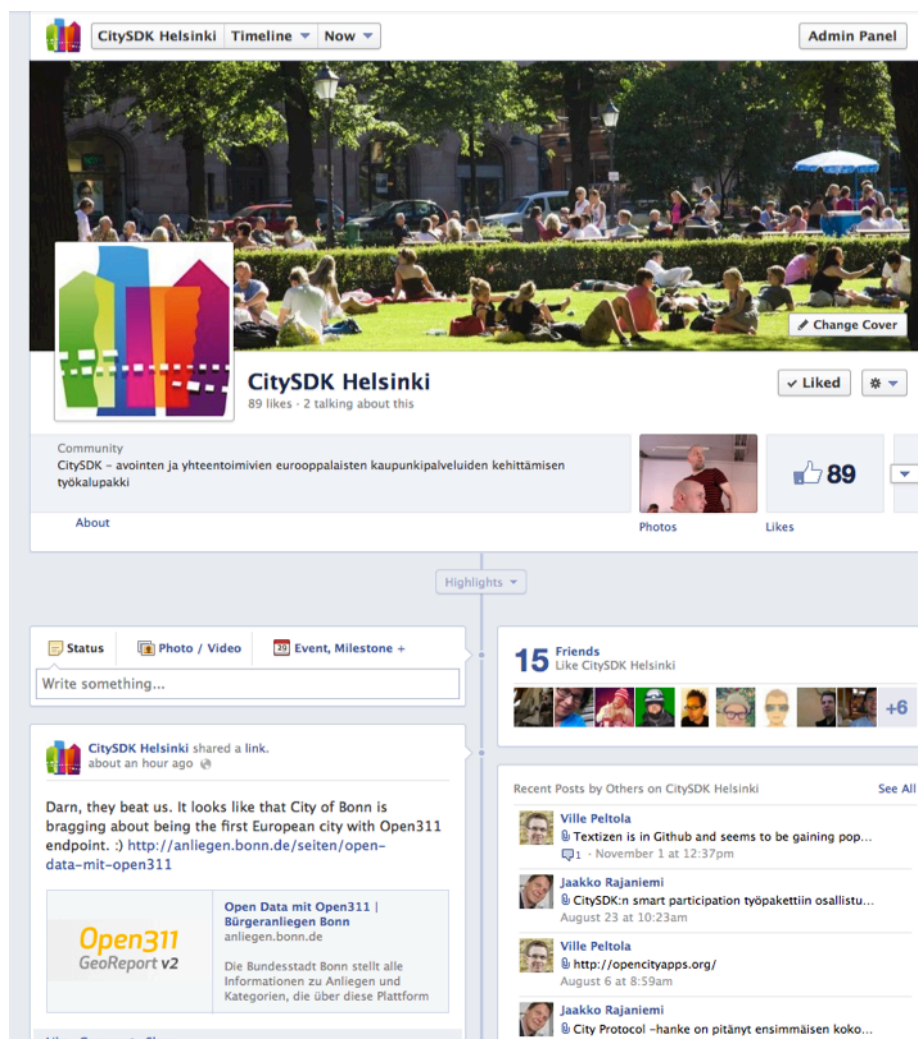 CitySDK Helsinki Timeline Now
Admin Panel
Change Cover
CitySDK Helsinki
89 likes · 2 talking about this
Liked
Community
CitySDK – avointen ja yhteentoimivien eurooppalaisten kaupunkipalveluiden kehittämisen
työkalupakki
About
89
Photos
Likes
Highlights
Status
Photo / Video
29
Event, Milestone +
Write something...
CitySDK Helsinki shared a link.
about an hour ago
Darn, they beat us. It looks like that City of Bonn is
bragging about being the first European city with Open311
endpoint. :) http://anliegen.bonn.de/seiten/open-
data-mit-open311
Open311
GeoReport v2
Open Data mit Open311 |
Bürgeranliegen Bonn
anliegen.bonn.de
Die Bundesstadt Bonn stellt alle
Informationen zu Anliegen und
Kategorien, die über diese Plattform
15 Friends
Like CitySDK Helsinki
+6
Recent Posts by Others on CitySDK Helsinki
See All
Ville Peltola
Textizen is in Github and seems to be gaining pop...
1 · November 1 at 12:37pm
Jaakko Rajaniemi
CitySDK:n smart participation työpakettiin osallistu...
August 23 at 10:23am
Ville Peltola
http://opencityapps.org/
August 6 at 8:59am
Jaakko Rajaniemi
City Protocol –hanke on pitänyt ensimmäisen koko...